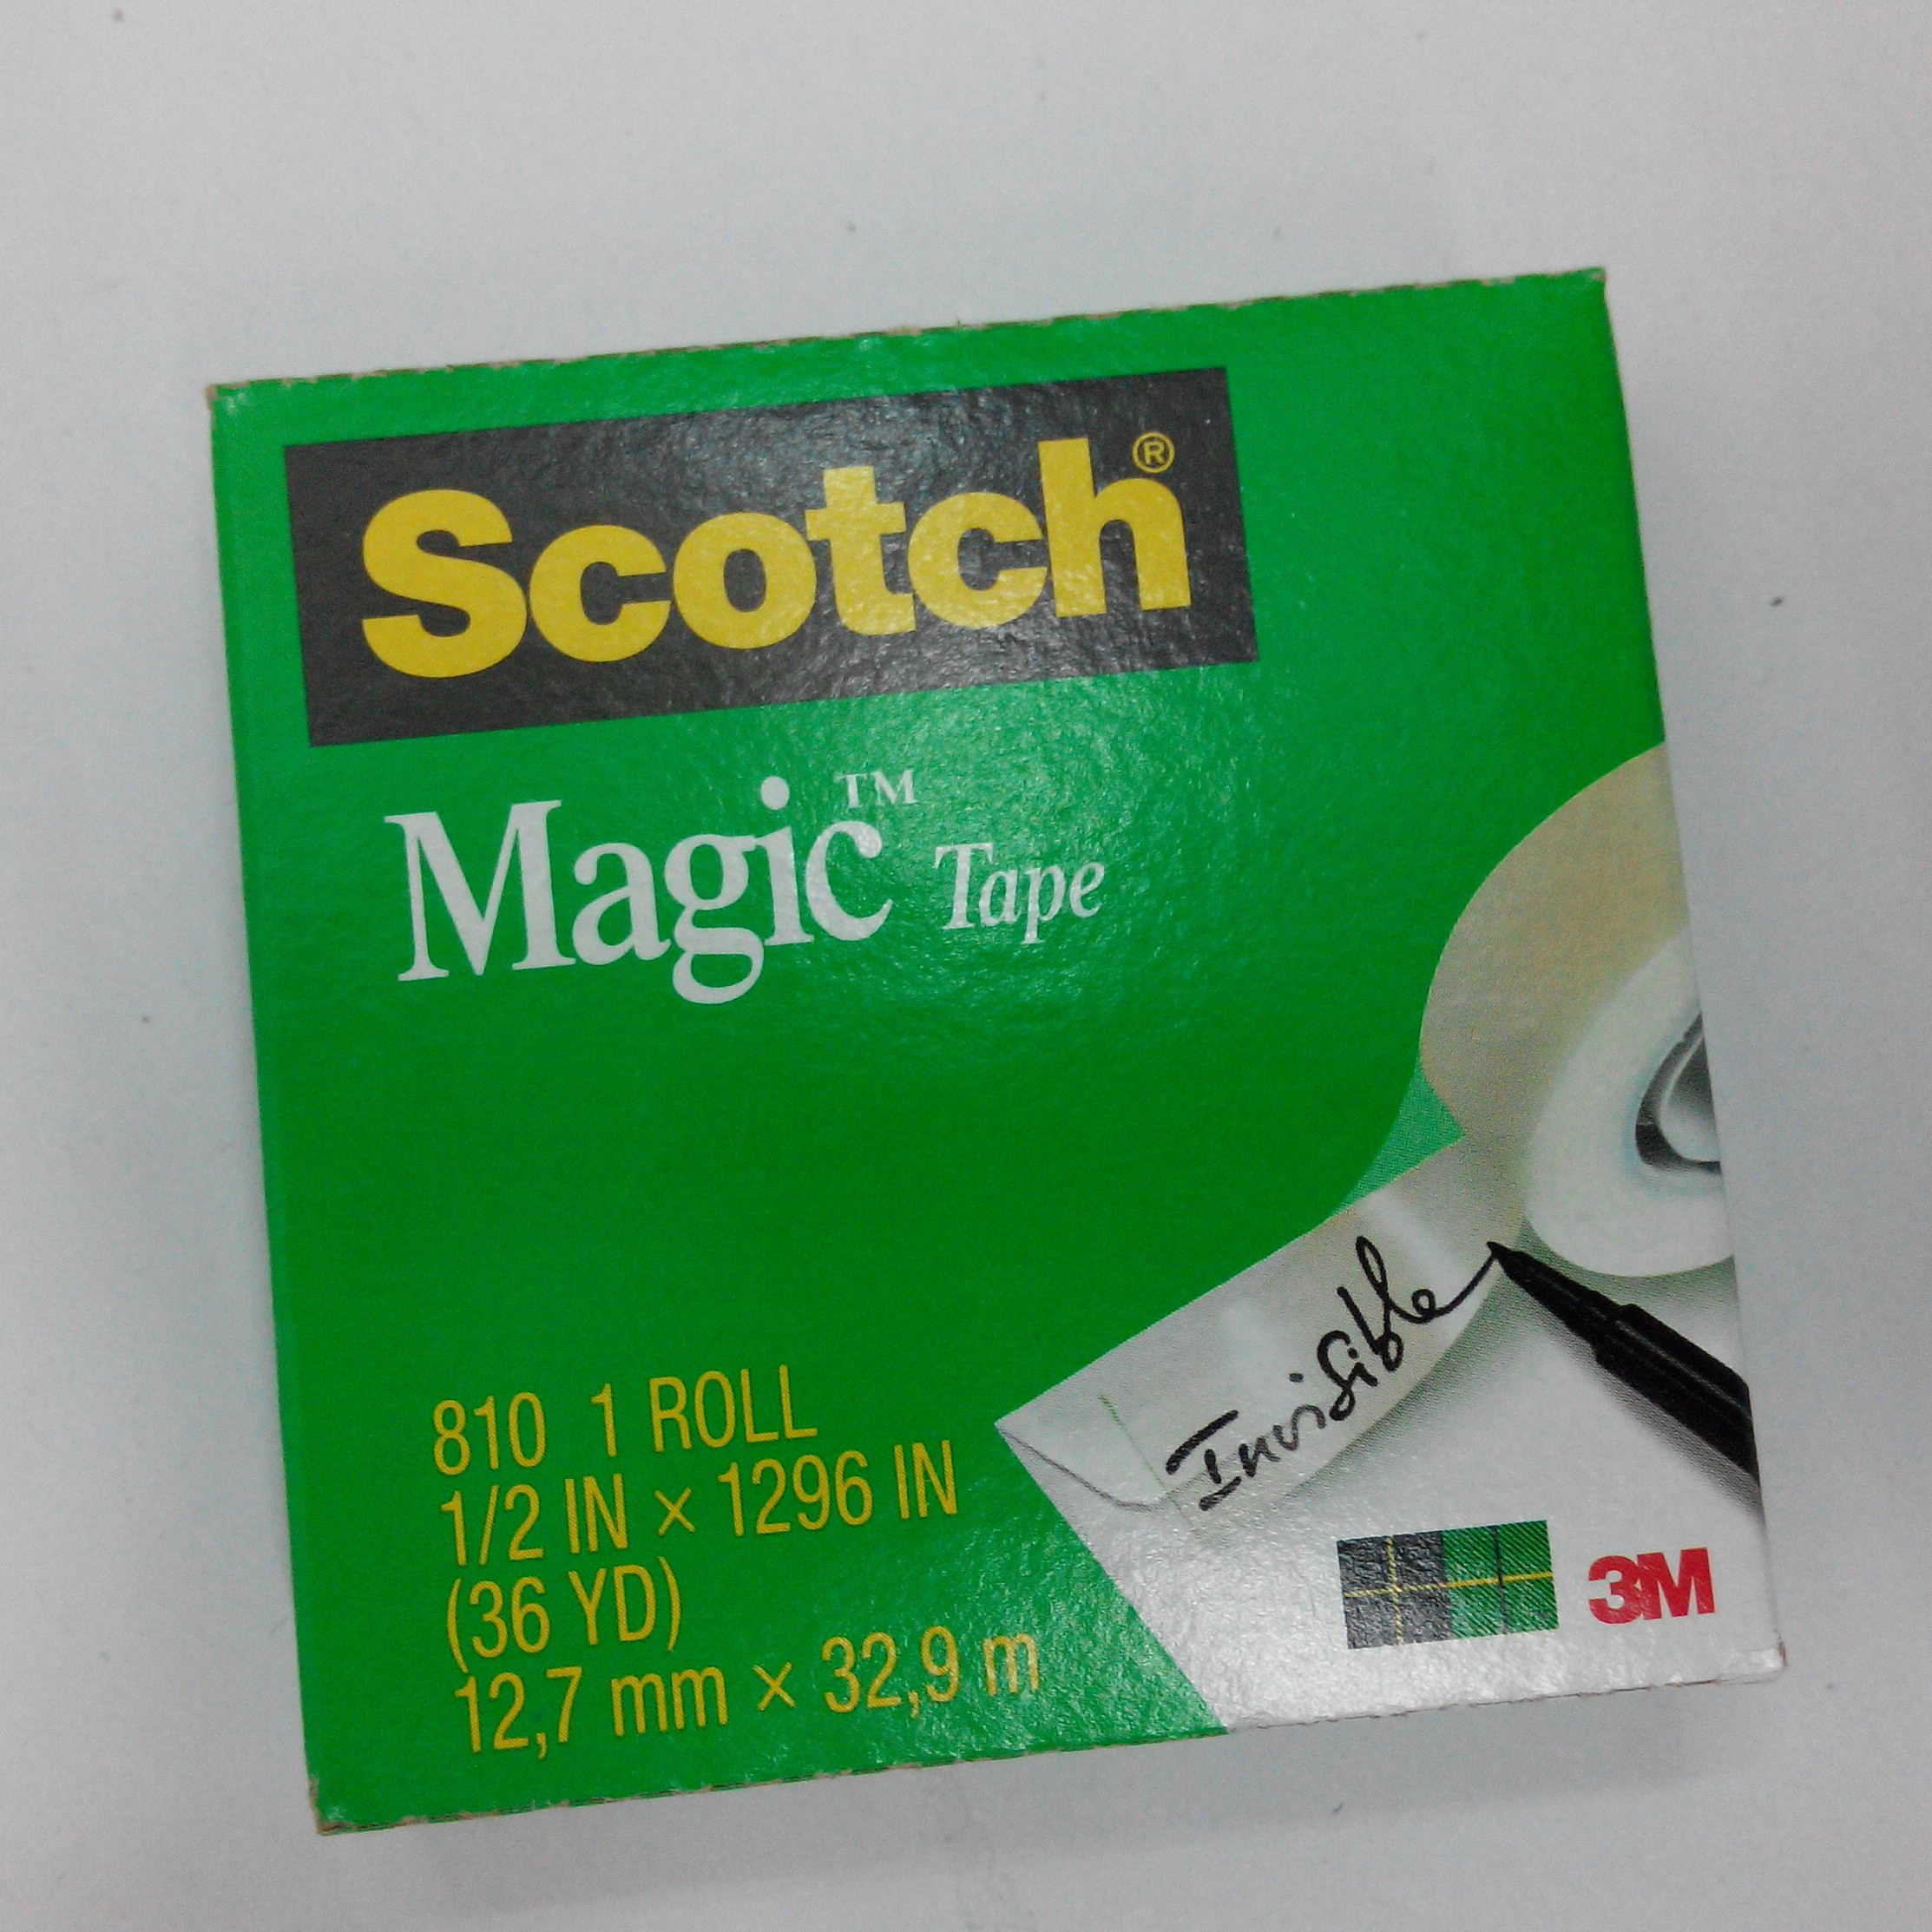 Scotch®
Magic™ Tape
Invisible
810 1 ROLL
1/2 IN × 1296 IN
(36 YD)
12,7 mm × 32,9 m
3M